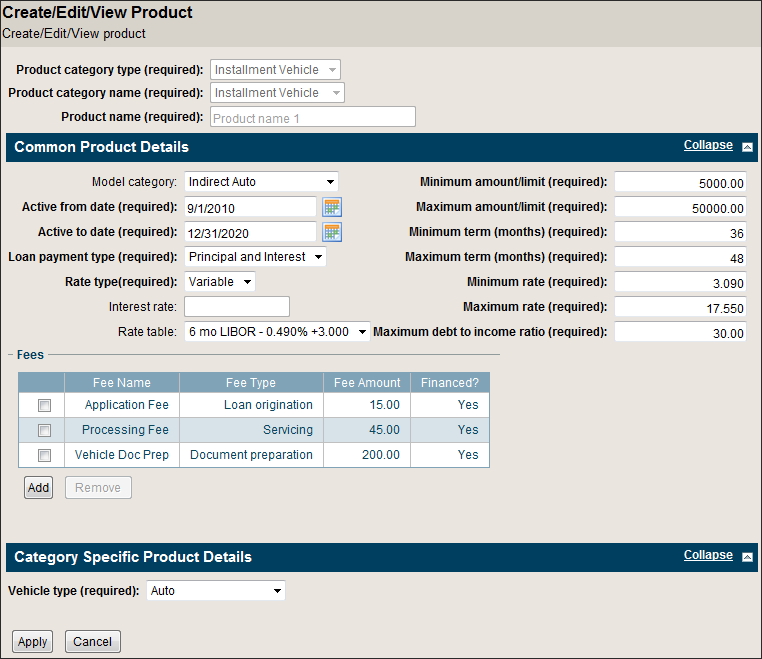 Create/Edit/View Product
Create/Edit/View product
Product category type (required): Installment Vehicle
Product category name (required): Installment Vehicle
Product name (required): Product name 1
Common Product Details Collapse
Model category: Indirect Auto Minimum amount/limit (required): 5000.00
Active from date (required): 9/1/2010 Maximum amount/limit (required): 50000.00
Active to date (required): 12/31/2020 Minimum term (months) (required): 36
Loan payment type (required): Principal and Interest Maximum term (months) (required): 48
Rate type(required): Variable Minimum rate (required): 3.090
Interest rate: Maximum rate (required): 17.550
Rate table: 6 mo LIBOR - 0.490% +3.000 Maximum debt to income ratio (required): 30.00
Fees
Fee Name Fee Type Fee Amount Financed?
Application Fee Loan origination 15.00 Yes
Processing Fee Servicing 45.00 Yes
Vehicle Doc Prep Document preparation 200.00 Yes
Add Remove
Category Specific Product Details Collapse
Vehicle type (required): Auto
Apply Cancel